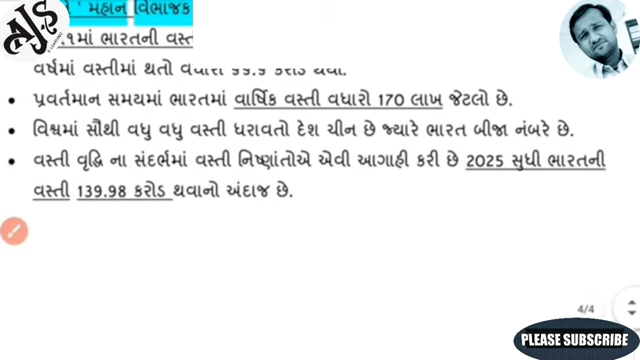 AJS
' મહાન વિભાજક
.૧માં ભારતની વસ્ત
વર્ષમાં વસ્તીમાં થતો વધારો
• પ્રવર્તમાન સમયમાં ભારતમાં વાર્ષિક વસ્તી વધારો 170 લાખ જેટલો છે.
• વિશ્વમાં સૌથી વધુ વધુ વસ્તી ધરાવતો દેશ ચીન છે જ્યારે ભારત બીજા નંબરે છે.
• વસ્તી વૃદ્ધિ ના સંદર્ભમાં વસ્તી નિષ્ણાંતોએ એવી આગાહી કરી છે 2025 સુધી ભારતની
વસ્તી 139.98 કરોડ થવાનો અંદાજ છે.
4/4
PLEASE SUBSCRIBE